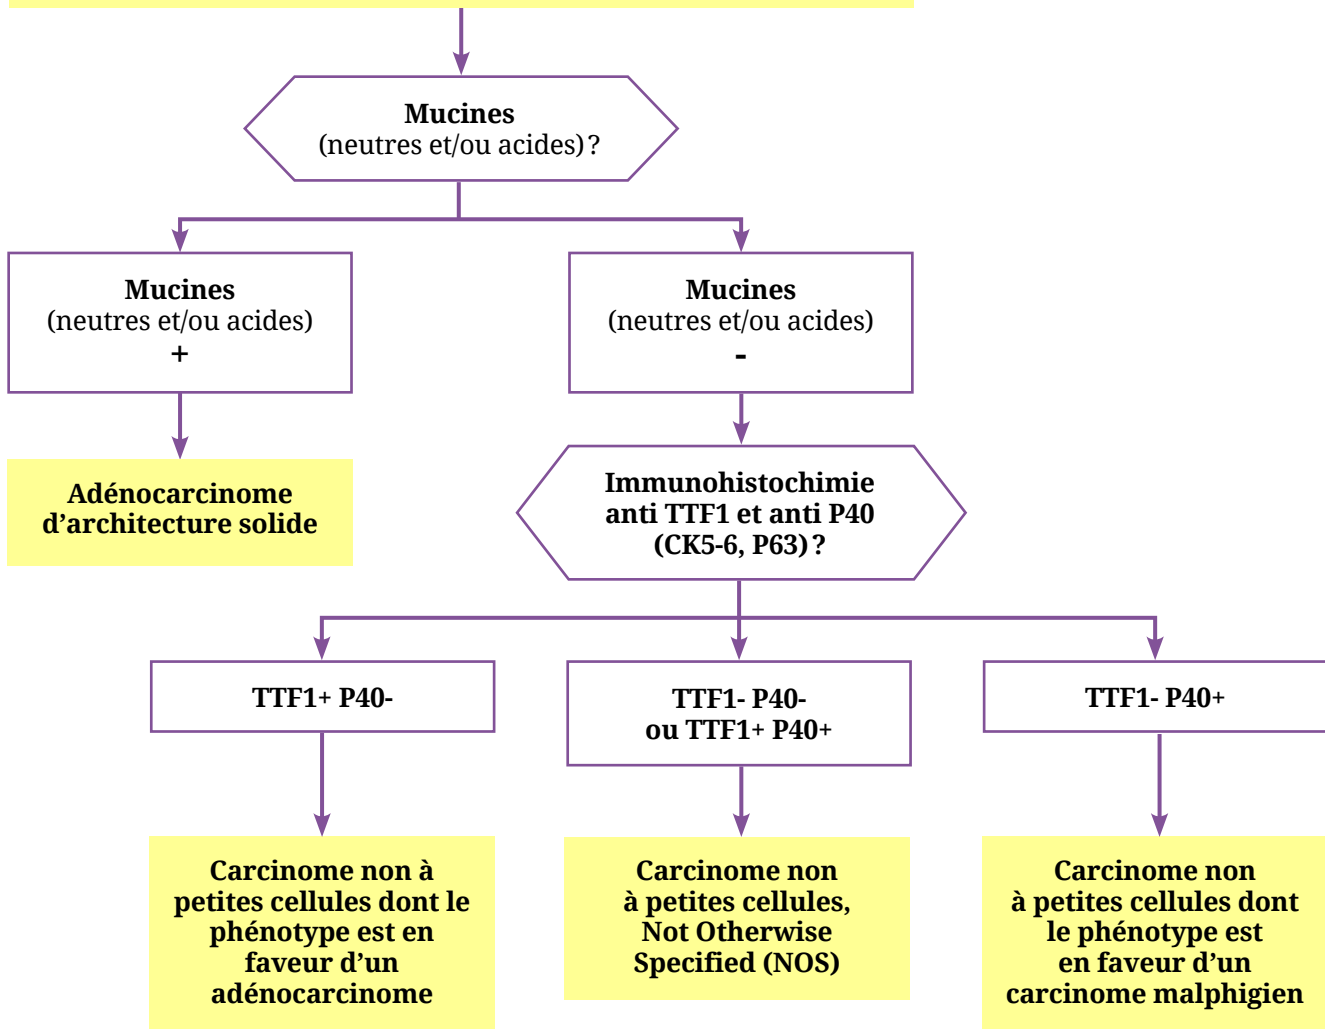 Mucines
(neutres et/ou acides) ?
Mucines
(neutres et/ou acides)
+
Mucines
(neutres et/ou acides)
-
Adénocarcinome
d’architecture solide
Immunohistochimie
anti TTF1 et anti P40
(CK5-6, P63) ?
TTF1+ P40-
TTF1- P40-
ou TTF1+ P40+
TTF1- P40+
Carcinome non à
petites cellules dont le
phénotype est en
faveur d’un
adénocarcinome
Carcinome non
à petites cellules,
Not Otherwise
Specified (NOS)
Carcinome non
à petites cellules dont
le phénotype est
en faveur d’un
carcinome malphigien